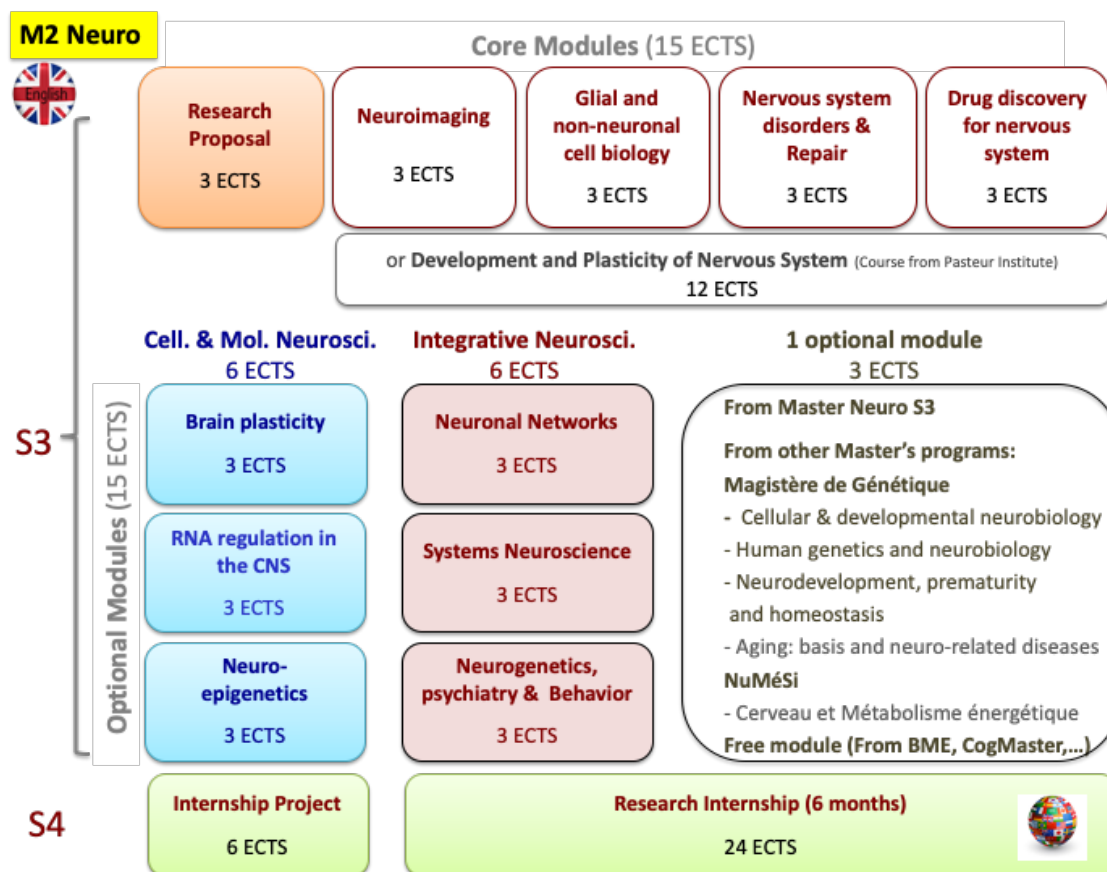 M2 Neuro
English
Core Modules (15 ECTS)
Research
Proposal
3 ECTS
Neuroimaging
3 ECTS
Glial and
non-neuronal
cell biology
3 ECTS
Nervous system
disorders &
Repair
3 ECTS
Drug discovery
for nervous
system
3 ECTS
or Development and Plasticity of Nervous System (Course from Pasteur Institute)
12 ECTS
S3
Optional Modules (15 ECTS)
Cell. & Mol. Neurosci.
6 ECTS
Brain plasticity
3 ECTS
RNA regulation in
the CNS
3 ECTS
Neuro-
epigenetics
3 ECTS
Integrative Neurosci.
6 ECTS
Neuronal Networks
3 ECTS
Systems Neuroscience
3 ECTS
Neurogenetics,
psychiatry & Behavior
3 ECTS
1 optional module
3 ECTS
From Master Neuro S3
From other Master's programs:
Magistère de Génétique
- Cellular & developmental neurobiology
- Human genetics and neurobiology
- Neurodevelopment, prematurity
and homeostasis
- Aging: basis and neuro-related diseases
NuMéSi
- Cerveau et Métabolisme énergétique
Free module (From BME, CogMaster,...)
S4
Internship Project
6 ECTS
Research Internship (6 months)
24 ECTS